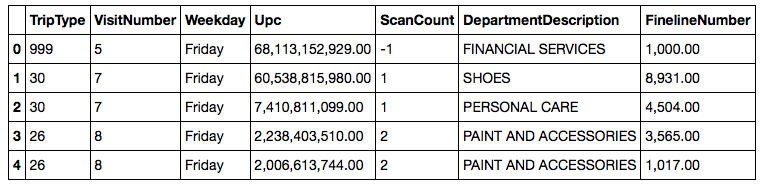 TripType VisitNumber Weekday Upc ScanCount DepartmentDescription FinelineNumber
0 999 5 Friday 68,113,152,929.00 -1 FINANCIAL SERVICES 1,000.00
1 30 7 Friday 60,538,815,980.00 1 SHOES 8,931.00
2 30 7 Friday 7,410,811,099.00 1 PERSONAL CARE 4,504.00
3 26 8 Friday 2,238,403,510.00 2 PAINT AND ACCESSORIES 3,565.00
4 26 8 Friday 2,006,613,744.00 2 PAINT AND ACCESSORIES 1,017.00